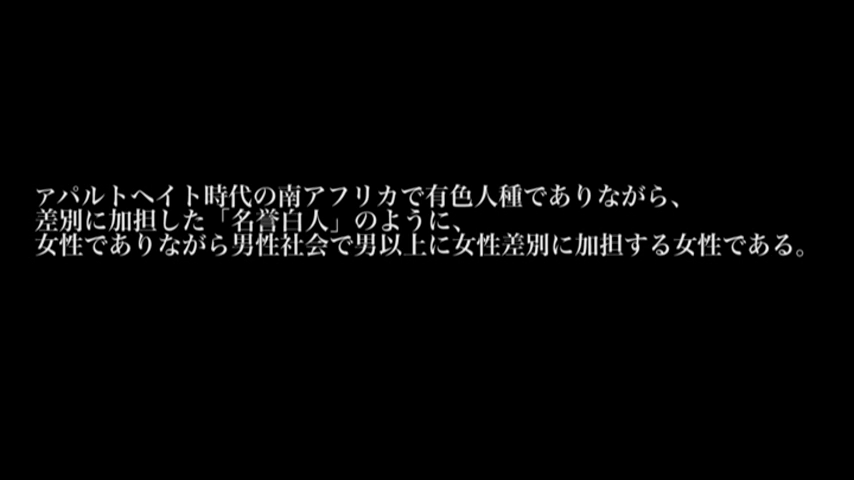 アパルトヘイト時代の南アフリカで有色人種でありながら、
差別に加担した「名誉白人」のように、
女性でありながら男性社会で男以上に女性差別に加担する女性である。